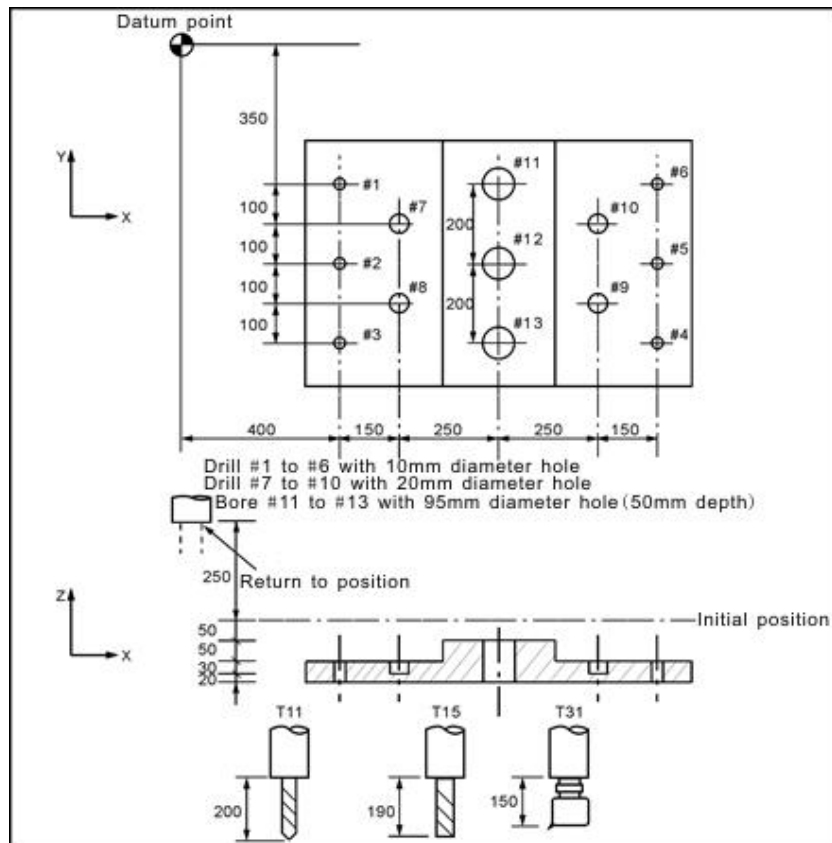 Datum point
350
Y
X
#1
#11
#6
100
#7
200
#10
100
#2
#12
#5
100
#8
200
#9
100
#3
#13
#4
400
150
250
250
150
Drill #1 to #6 with 10mm diameter hole
Drill #7 to #10 with 20mm diameter hole
Bore #11 to #13 with 95mm diameter hole(50mm depth)
250
Return to position
Z
X
Initial position
50
50
30
20
T11
T15
T31
200
190
150